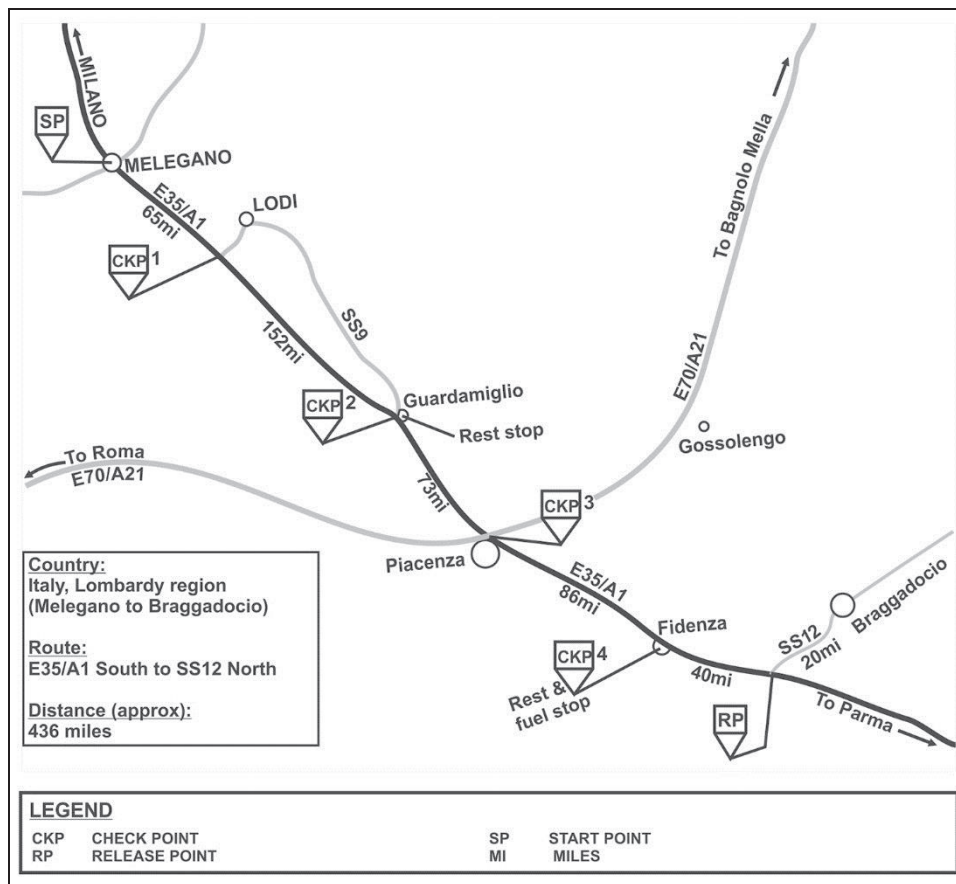 MILANO
SP
MELEGANO
E35/A1
65mi
LODI
CKP 1
152mi
SS9
To Bagnolo Mella
E70/A21
CKP 2
Guardamiglio
Rest stop
Gossolengo
To Roma
E70/A21
73mi
CKP 3
Piacenza
E35/A1
86mi
Fidenza
CKP 4
Rest &
fuel stop
40mi
SS12
20mi
Braggadocio
RP
To Parma
Country:
Italy, Lombardy region
(Melegano to Braggadocio)
Route:
E35/A1 South to SS12 North
Distance (approx):
436 miles
LEGEND
CKP CHECK POINT SP START POINT
RP RELEASE POINT MI MILES